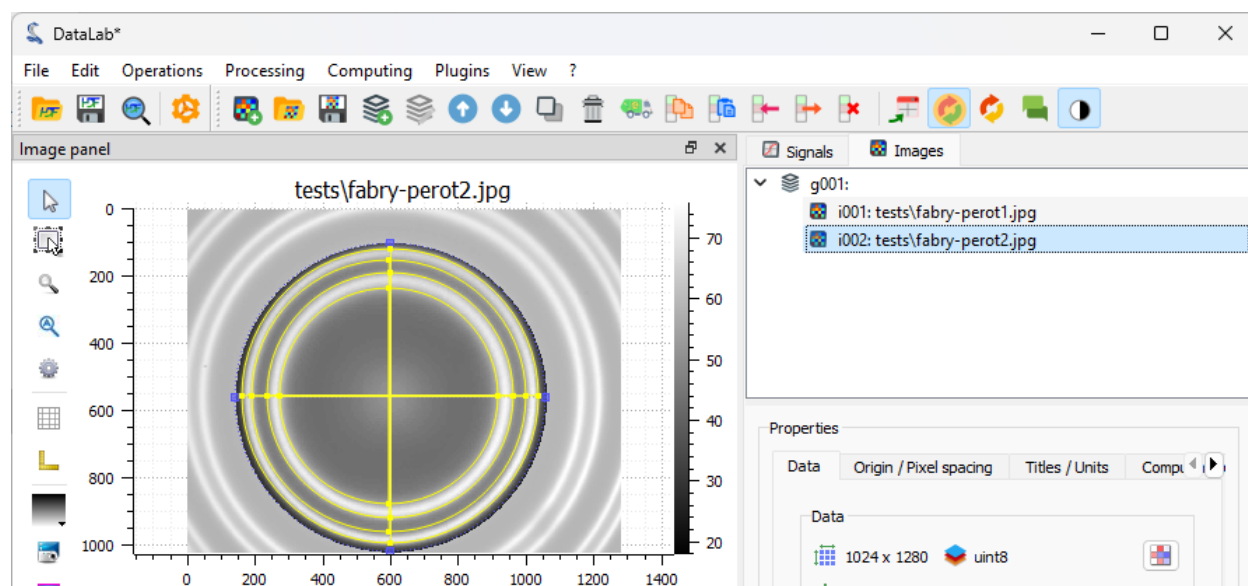 DataLab*
File Edit Operations Processing Computing Plugins View ?
Image panel
Signals Images
tests\fabry-perot2.jpg
g001:
i001: tests\fabry-perot1.jpg
i002: tests\fabry-perot2.jpg
0
200
400
600
800
1000
0 200 400 600 800 1000 1200 1400
70
60
50
40
30
20
Properties
Data Origin / Pixel spacing Titles / Units
Data
1024 x 1280 uint8